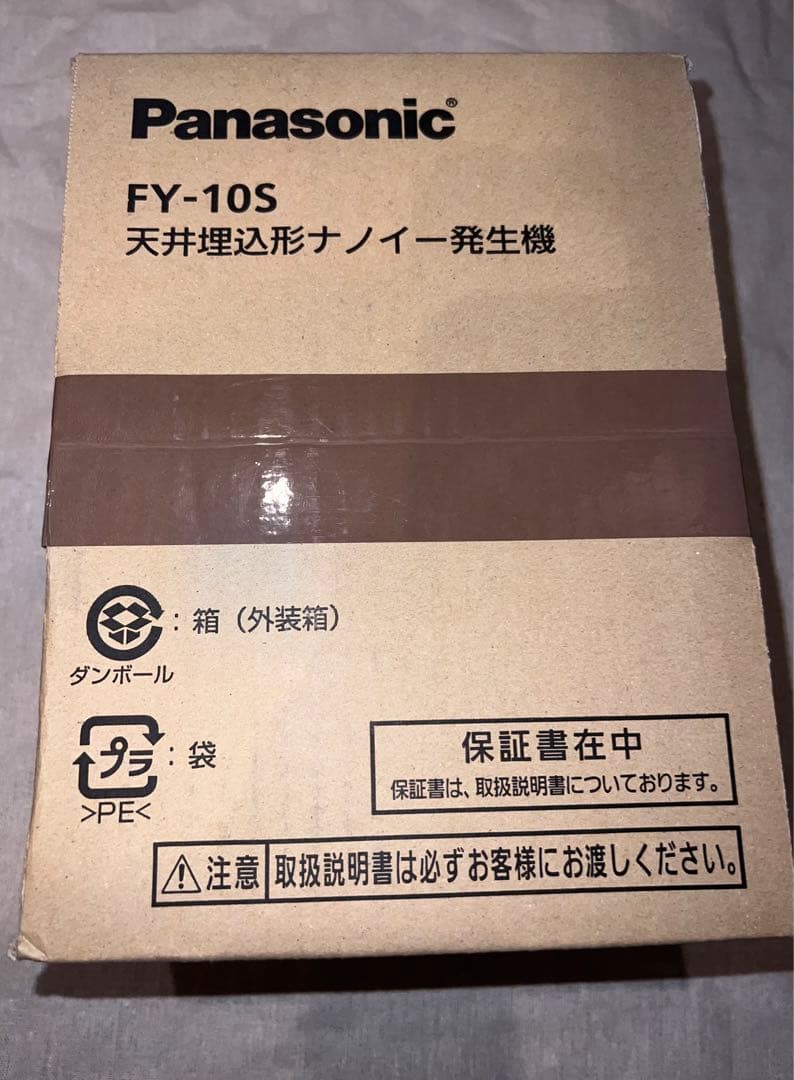 Panasonic®
FY-10S
天井埋込形ナノイー発生機
：箱（外装箱）
ダンボール
プラ：袋
>PE<
保証書在中
保証書は、取扱説明書についております。
注意 取扱説明書は必ずお客様にお渡しください。